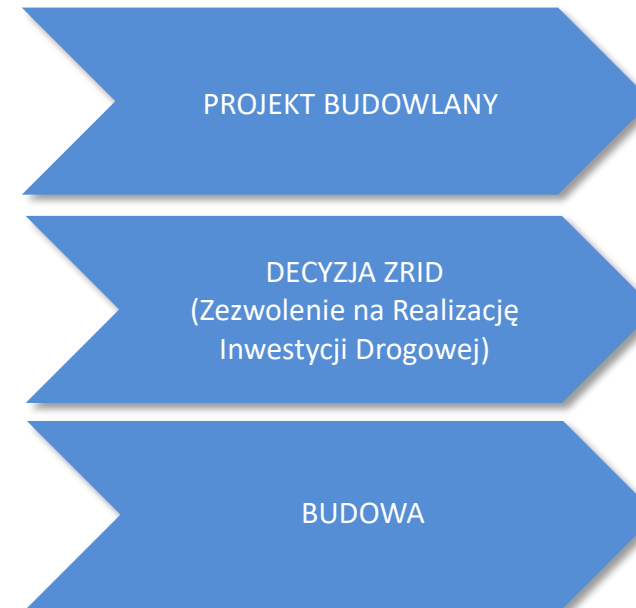 PROJEKT BUDOWLANY
DECYZJA ZRID
(Zezwolenie na Realizację
Inwestycji Drogowej)
BUDOWA